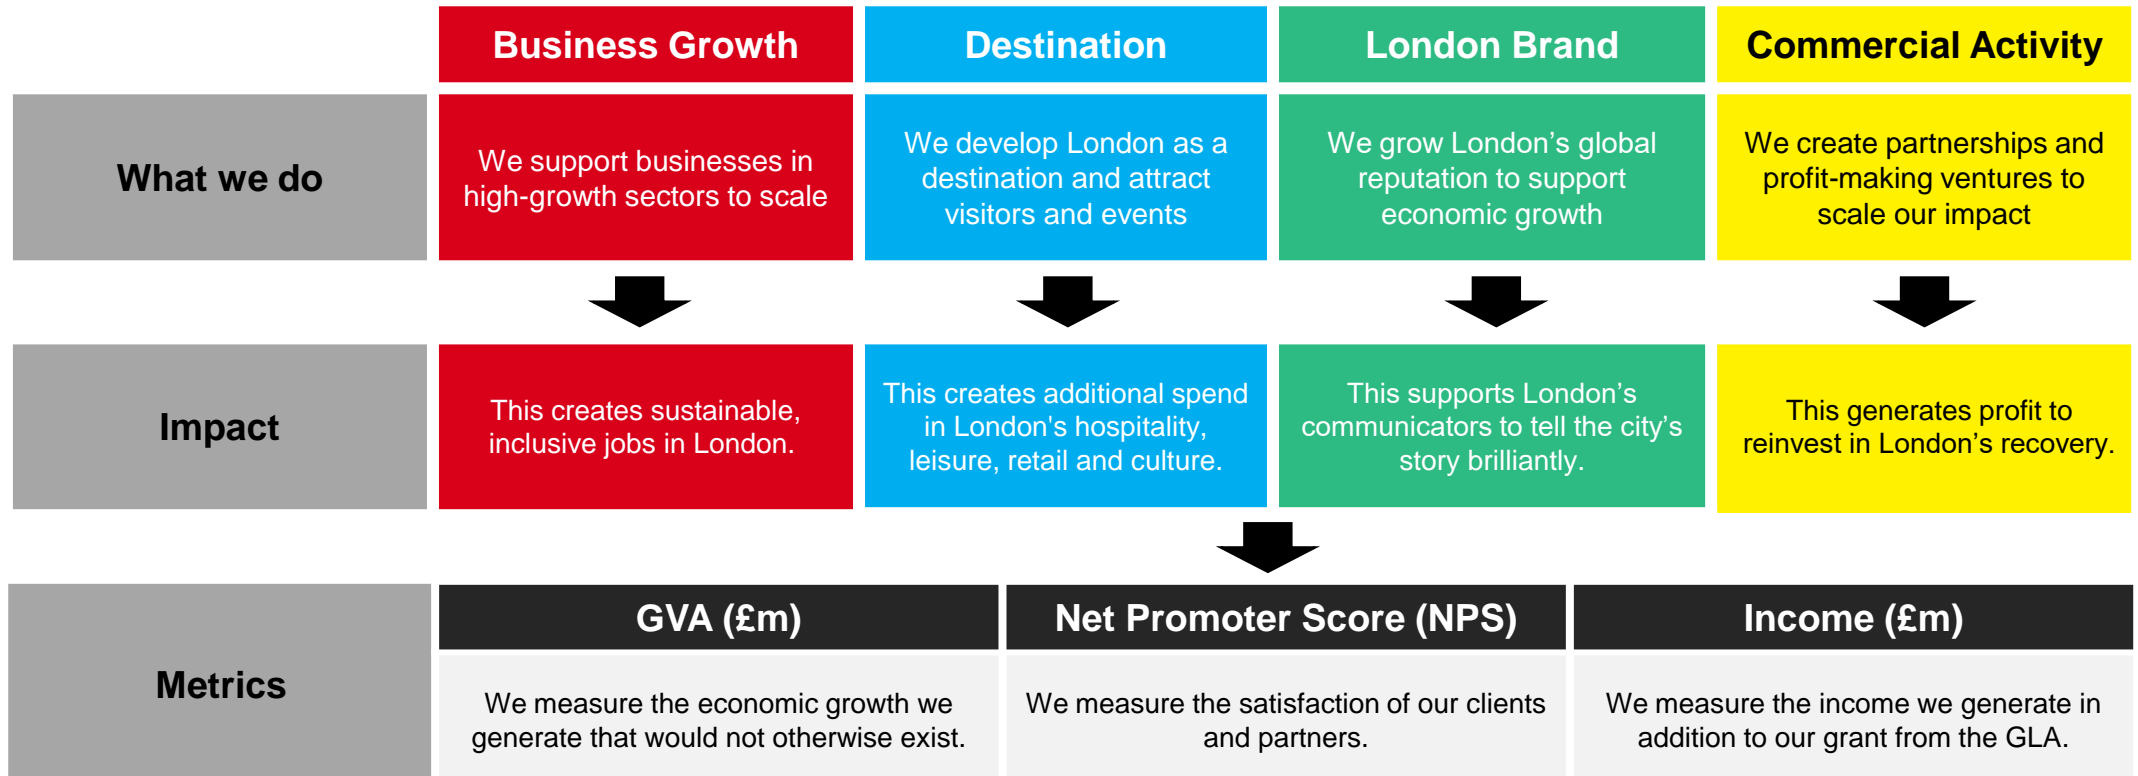 Business Growth
Destination
London Brand
Commercial Activity
What we do
We support businesses in
high-growth sectors to scale
We develop London as a
destination and attract
visitors and events
We grow London’s global
reputation to support
economic growth
We create partnerships and
profit-making ventures to
scale our impact
Impact
This creates sustainable,
inclusive jobs in London.
This creates additional spend
in London's hospitality,
leisure, retail and culture.
This supports London’s
communicators to tell the city’s
story brilliantly.
This generates profit to
reinvest in London’s recovery.
Metrics
GVA (£m)
Net Promoter Score (NPS)
Income (£m)
We measure the economic growth we
generate that would not otherwise exist.
We measure the satisfaction of our clients
and partners.
We measure the income we generate in
addition to our grant from the GLA.